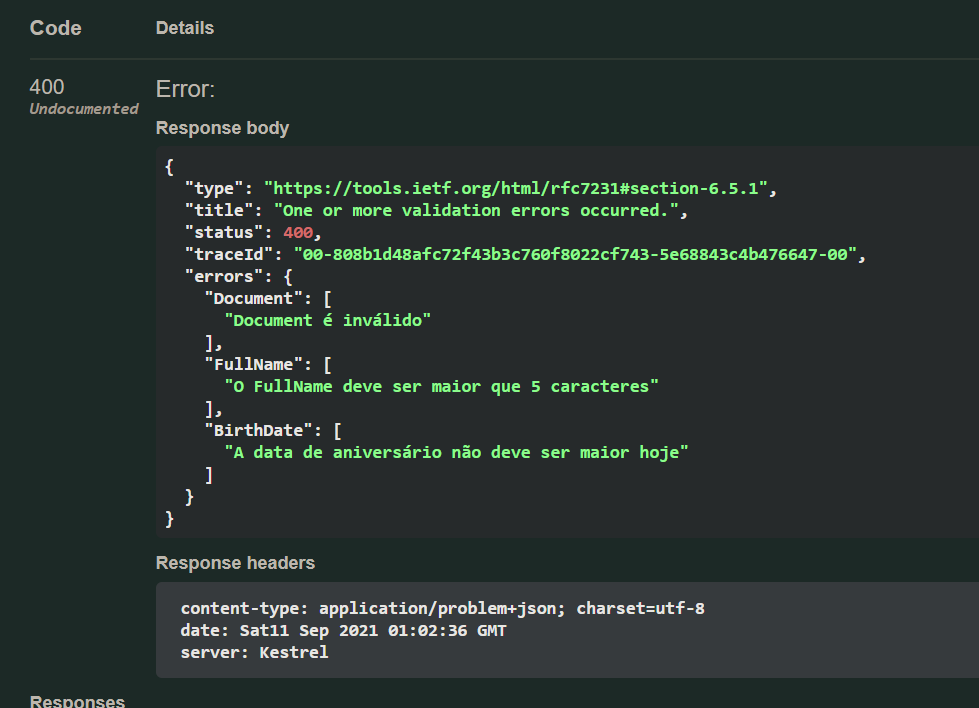 Code Details
400 Error:
Undocumented
Response body
{
"type": "https://tools.ietf.org/html/rfc7231#section-6.5.1",
"title": "One or more validation errors occurred.",
"status": 400,
"traceId": "00-808b1d48afc72f43b3c760f8022cf743-5e68843c4b476647-00",
"errors": {
"Document": [
"Document é inválido"
],
"FullName": [
"O FullName deve ser maior que 5 caracteres"
],
"BirthDate": [
"A data de aniversário não deve ser maior hoje"
]
}
}
Response headers
content-type: application/problem+json; charset=utf-8
date: Sat11 Sep 2021 01:02:36 GMT
server: Kestrel
Responses